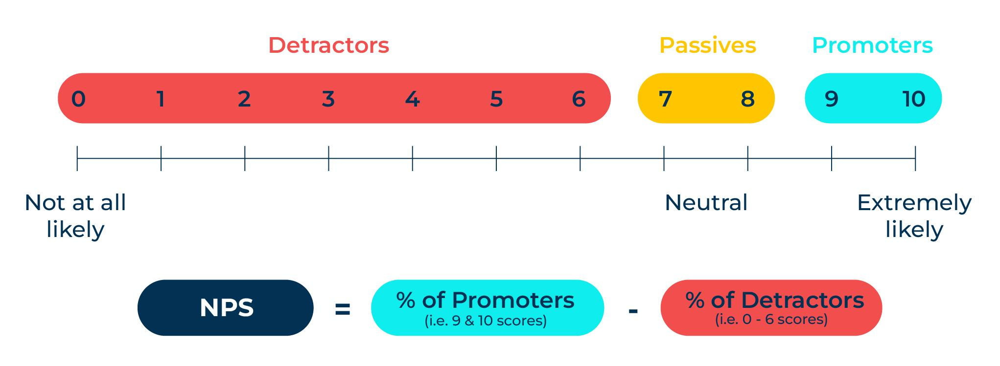 Detractors Passives Promoters
0 1 2 3 4 5 6 7 8 9 10
Not at all Neutral Extremely
likely likely
NPS = % of Promoters - % of Detractors
(i.e. 9 & 10 scores) (i.e. 0 - 6 scores)